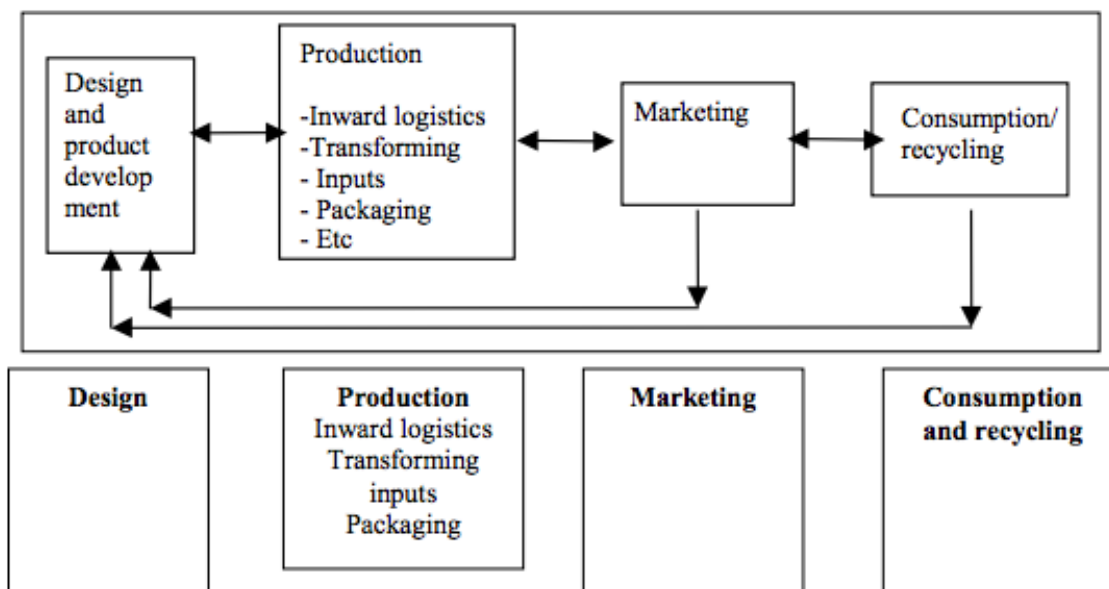 Design
and
product
develop
ment
Production
-Inward logistics
-Transforming
- Inputs
- Packaging
- Etc
Marketing
Consumption/
recycling
Design
Production
Inward logistics
Transforming
inputs
Packaging
Marketing
Consumption
and recycling